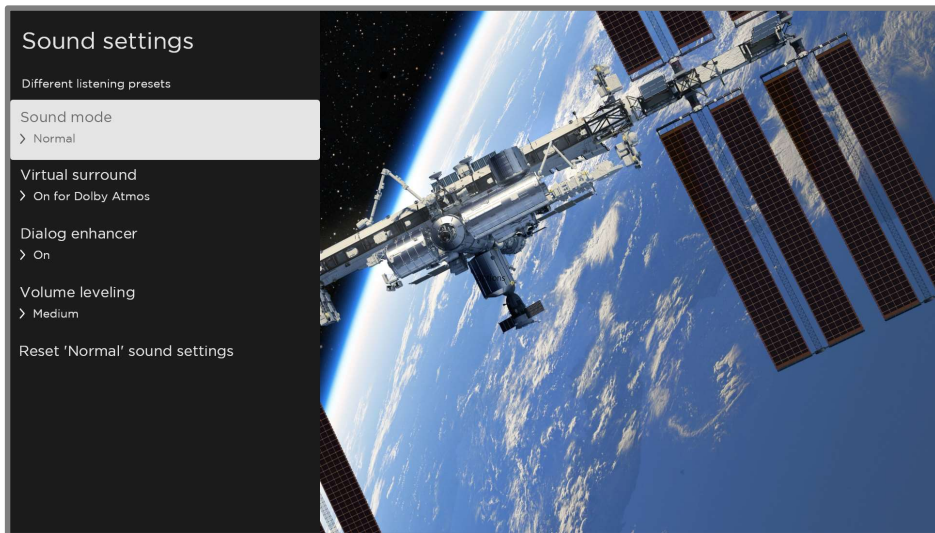 Sound settings
Different listening presets
Sound mode
Normal
Virtual surround
On for Dolby Atmos
Dialog enhancer
On
Volume leveling
Medium
Reset 'Normal' sound settings